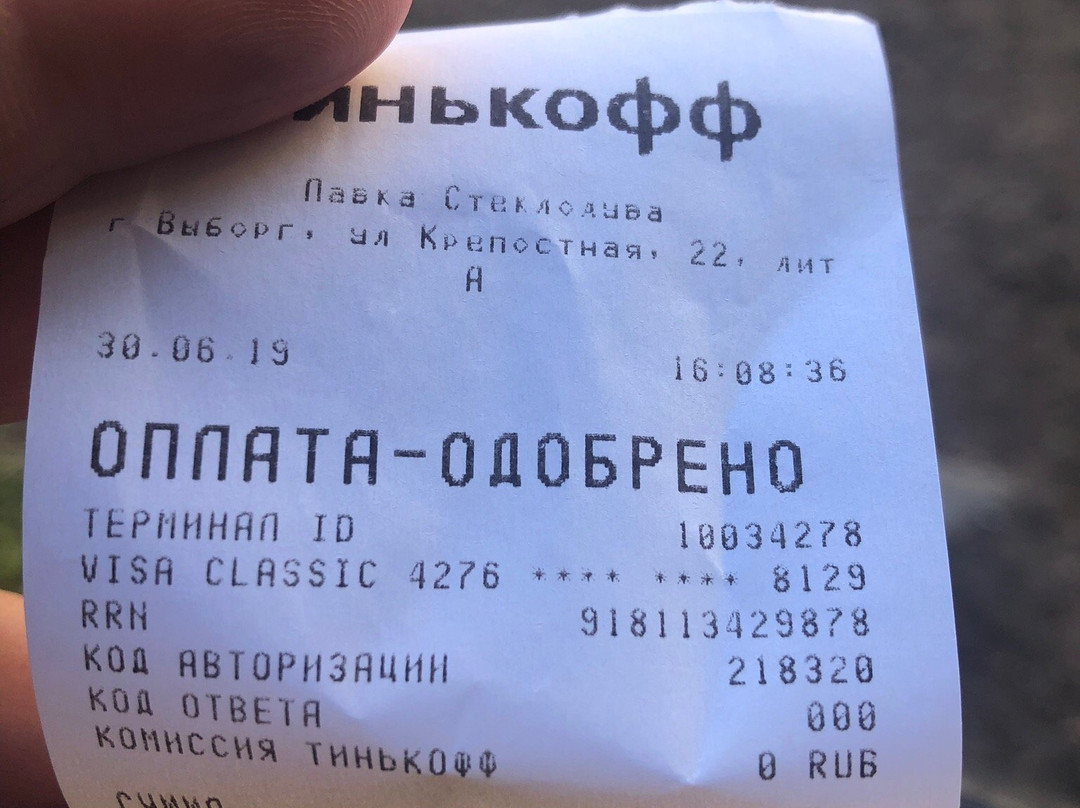 инькофф
Лавка Стеклодува
г Выборг, ул Крепостная, 22, лит
А
30.06.19 16:08:36
ОПЛАТА-ОДОБРЕНО
ТЕРМИНАЛ ID 10034278
VISA CLASSIC 4276 **** **** 8129
RRN 918113429878
КОД АВТОРИЗАЦИИ 218320
КОД ОТВЕТА 000
КОМИССИЯ ТИНЬКОФФ 0 RUB